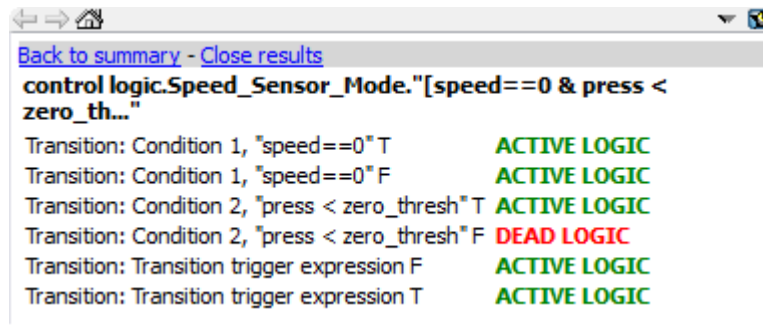 Back to summary - Close results
control logic.Speed_Sensor_Mode."[speed==0 & press <
zero_th..."
Transition: Condition 1, "speed==0" T ACTIVE LOGIC
Transition: Condition 1, "speed==0" F ACTIVE LOGIC
Transition: Condition 2, "press < zero_thresh" T ACTIVE LOGIC
Transition: Condition 2, "press < zero_thresh" F DEAD LOGIC
Transition: Transition trigger expression F ACTIVE LOGIC
Transition: Transition trigger expression T ACTIVE LOGIC